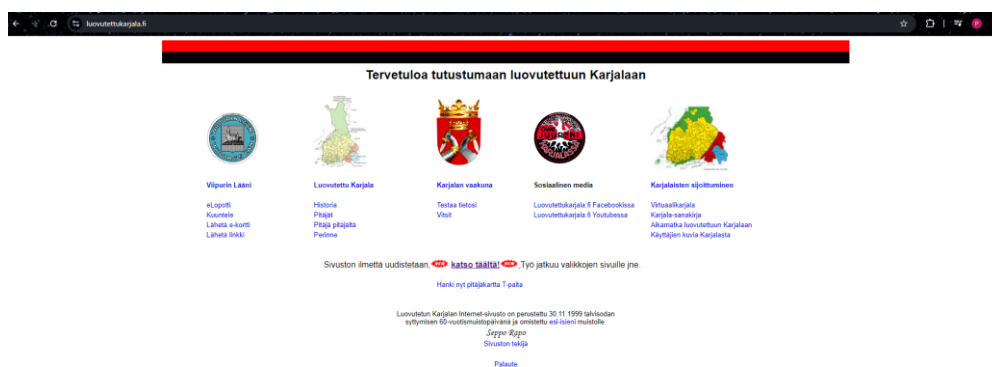 luovutettukarjala.fi
Tervetuloa tutustumaan luovutettuun Karjalaan
Viipurin Lääni
Luovutettu Karjala
Karjalan vaakuna
Sosiaalinen media
Karjalaisten sijoittuminen
eLopotti
Kuuntele
Lähetä e-kortti
Lähetä linkki
Historia
Pitäjät
Pitäjä pitäjältä
Perinne
Testaa tietosi
Vitsit
Luovutettukarjala.fi Facebookissa
Luovutettukarjala.fi Youtubessa
Virtuaalikarjala
Karjala-sanakirja
Aikamatka luovutettuun Karjalaan
Käyttäjien kuvia Karjalasta
Sivuston ilmettä uudistetaan, katso täältä! ,Työ jatkuu valikkojen sivuille jne.
Hanki nyt pitäjäkartta T-paita
Luovutetun Karjalan Internet-sivusto on perustettu 30.11.1999 talvisodan
syttymisen 60-vuotismuistopäivänä ja omistettu esi-isieni muistolle.
Seppo Rapo
Sivuston tekijä
Palaute